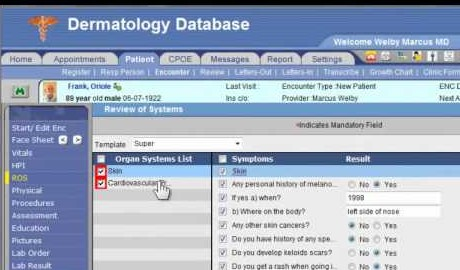 Dermatology Database
Welcome Welby Marcus MD
Home Appointments Patient CPOE Messages Report Settings
Register | Resp Person | Encounter | Review | Letters-Out | Letters-In | Transcribe | Growth Chart | Clinic Form
Frank, Oriole Last Visit: Encounter Type :New Patient ENC D
89 year old male 06-07-1922 Ins c/o: Provider :Marcus Welby Next A
Review of Systems
Start/ Edit Enc
*Indicates Mandatory Field
Face Sheet
Template Super
Vitals
HPI
Organ Systems List Symptoms Result
ROS
Skin Skin
Physical
Cardiovascular Any personal history of melano... No Yes
Procedures
If yes a) when? 1998
Assessment
b) Where on the body? left side of nose
Education
Any other skin cancers? No Yes
Pictures
Do you have history of any spe... No Yes
Lab Order
Do you develop keloid scars? No Yes
Lab Result
Do you get a rash when going i... No Yes